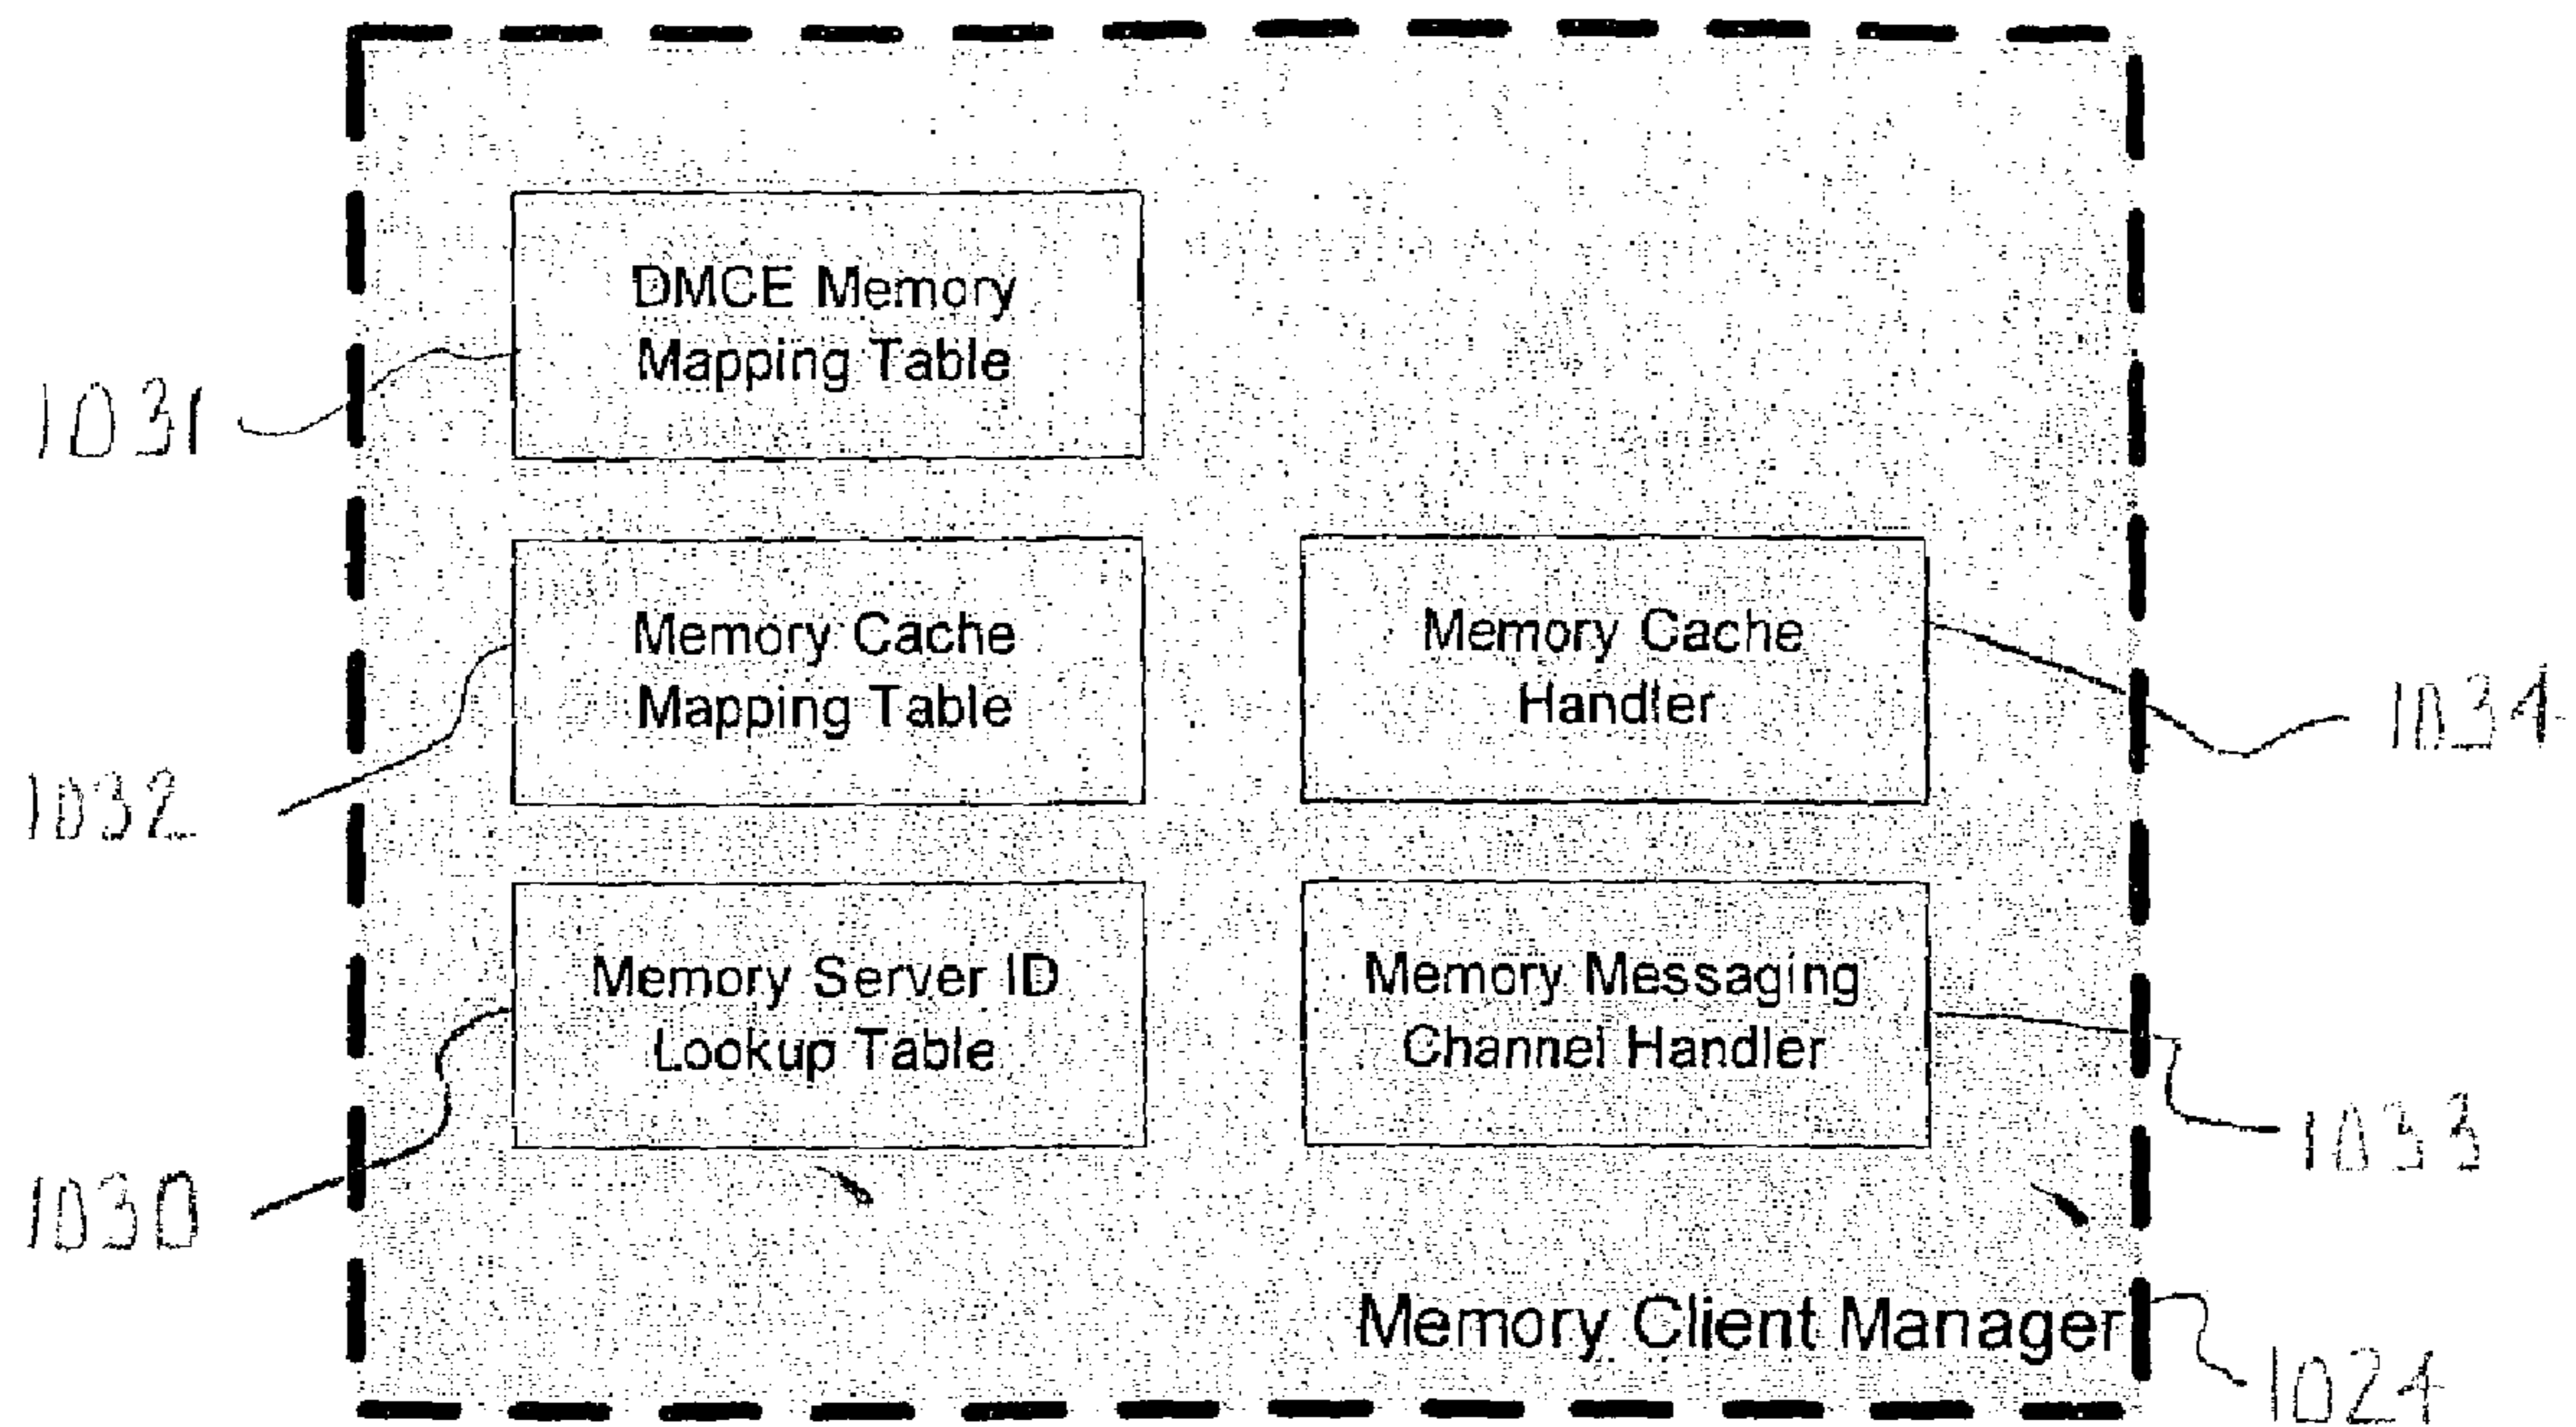 DMCE Memory
Mapping Table
1031
Memory Cache
Mapping Table
Memory Cache
Handler
1034
1032
Memory Server ID
Lookup Table
Memory Messaging
Channel Handler
1033
1030
Memory Client Manager
1024